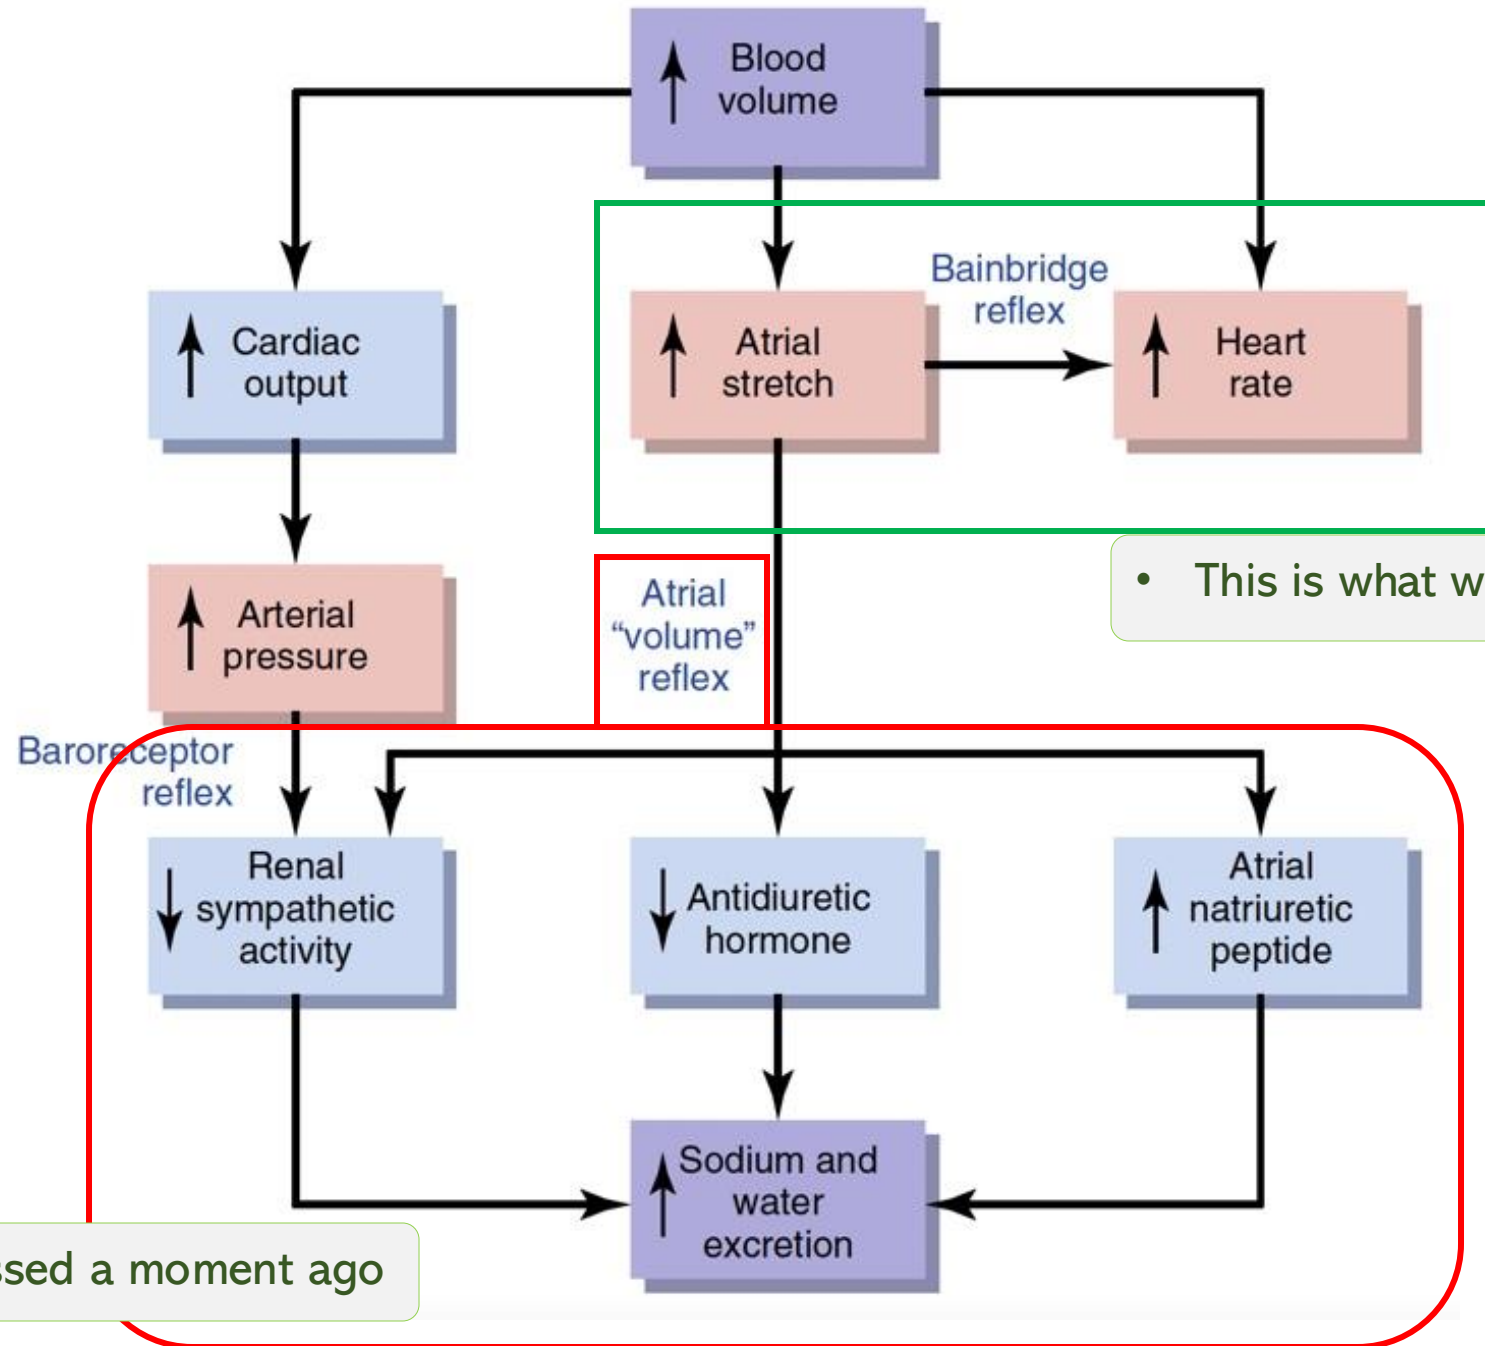 Blood
volume
Bainbridge
reflex
Cardiac
output
Atrial
stretch
Heart
rate
• This is what w
Arterial
pressure
Atrial
“volume”
reflex
Baroreceptor
reflex
Renal
sympathetic
activity
Antidiuretic
hormone
Atrial
natriuretic
peptide
Sodium and
water
excretion
ssed a moment ago